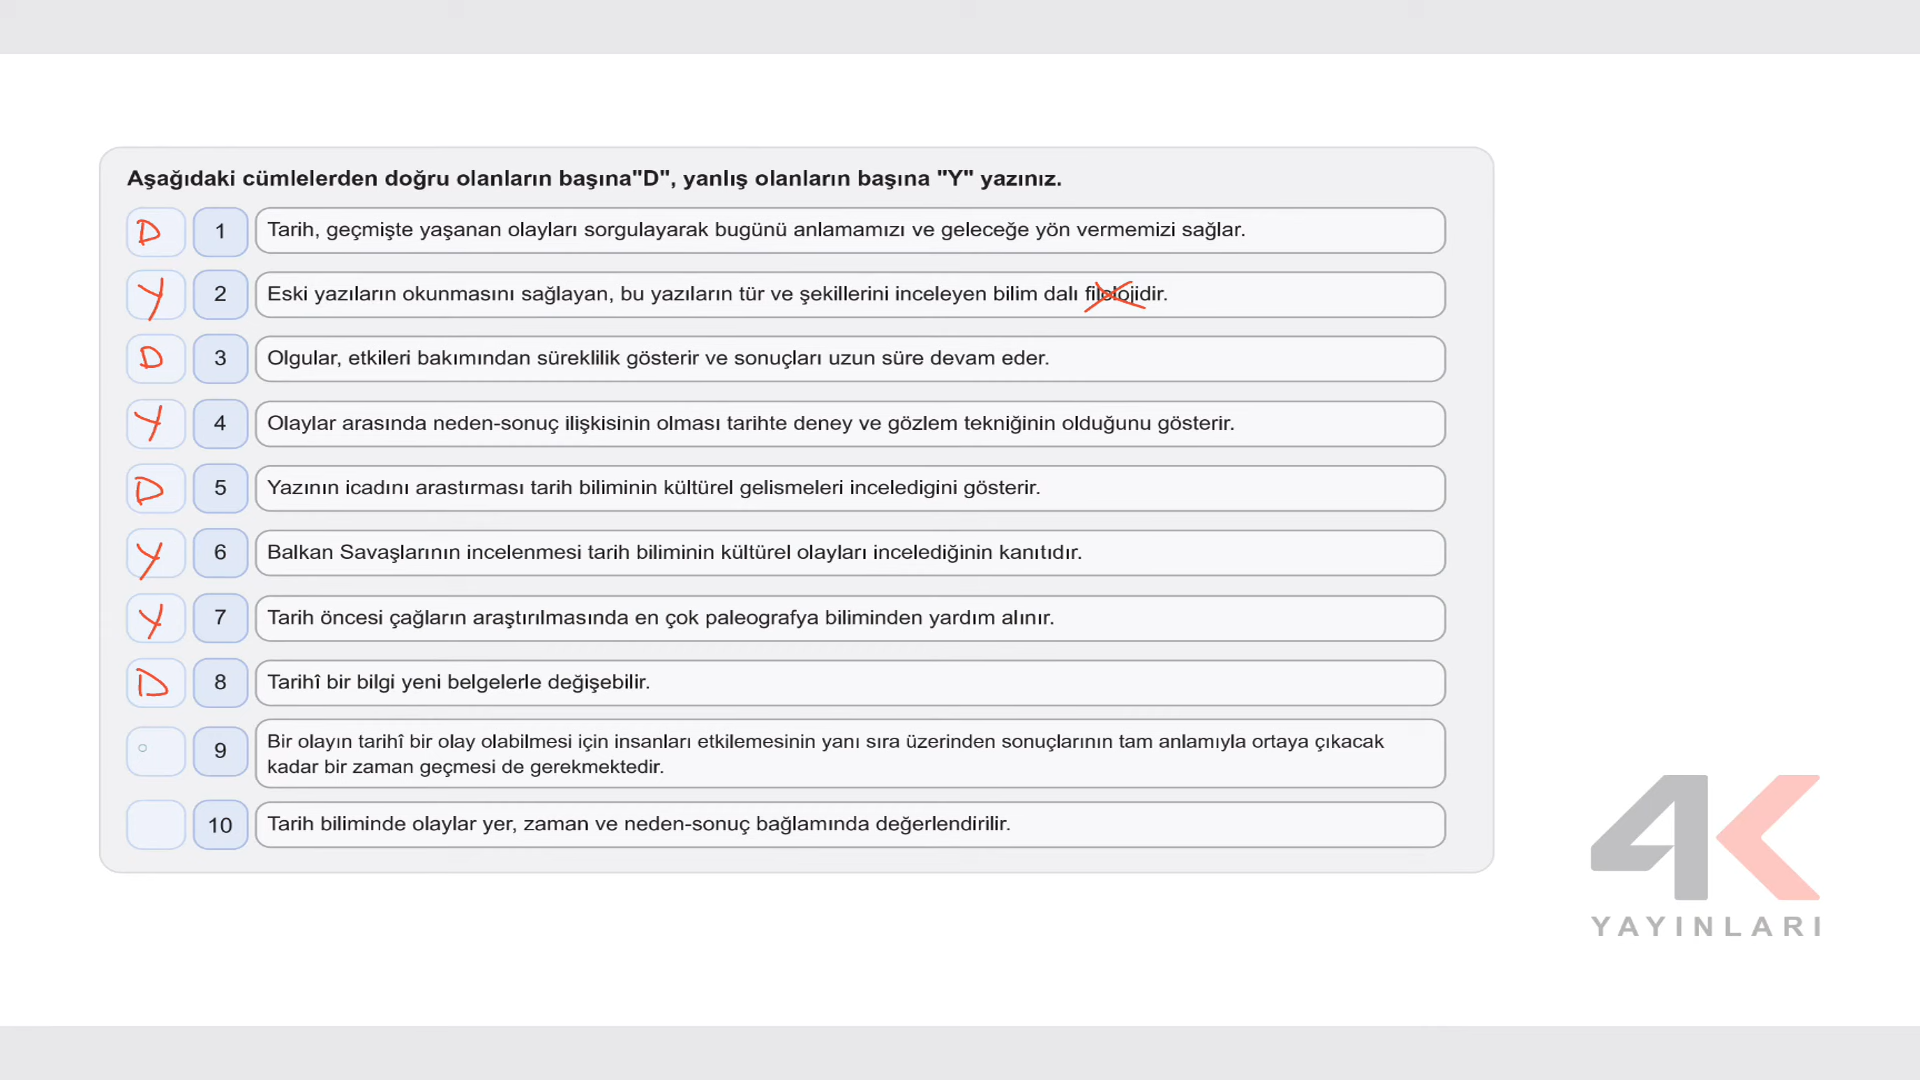 Aşağıdaki cümlelerden doğru olanların başına"D", yanlış olanların başına "Y" yazınız.
D 1 Tarih, geçmişte yaşanan olayları sorgulayarak bugünü anlamamızı ve geleceğe yön vermemizi sağlar.
Y 2 Eski yazıların okunmasını sağlayan, bu yazıların tür ve şekillerini inceleyen bilim dalı filolojidir.
D 3 Olgular, etkileri bakımından süreklilik gösterir ve sonuçları uzun süre devam eder.
Y 4 Olaylar arasında neden-sonuç ilişkisinin olması tarihte deney ve gözlem tekniğinin olduğunu gösterir.
D 5 Yazının icadını arastırması tarih biliminin kültürel gelismeleri inceledigini gösterir.
Y 6 Balkan Savaşlarının incelenmesi tarih biliminin kültürel olayları incelediğinin kanıtıdır.
Y 7 Tarih öncesi çağların araştırılmasında en çok paleografya biliminden yardım alınır.
D 8 Tarihî bir bilgi yeni belgelerle değişebilir.
9 Bir olayın tarihî bir olay olabilmesi için insanları etkilemesinin yanı sıra üzerinden sonuçlarının tam anlamıyla ortaya çıkacak
kadar bir zaman geçmesi de gerekmektedir.
10 Tarih biliminde olaylar yer, zaman ve neden-sonuç bağlamında değerlendirilir.
4K
YAYINLARI